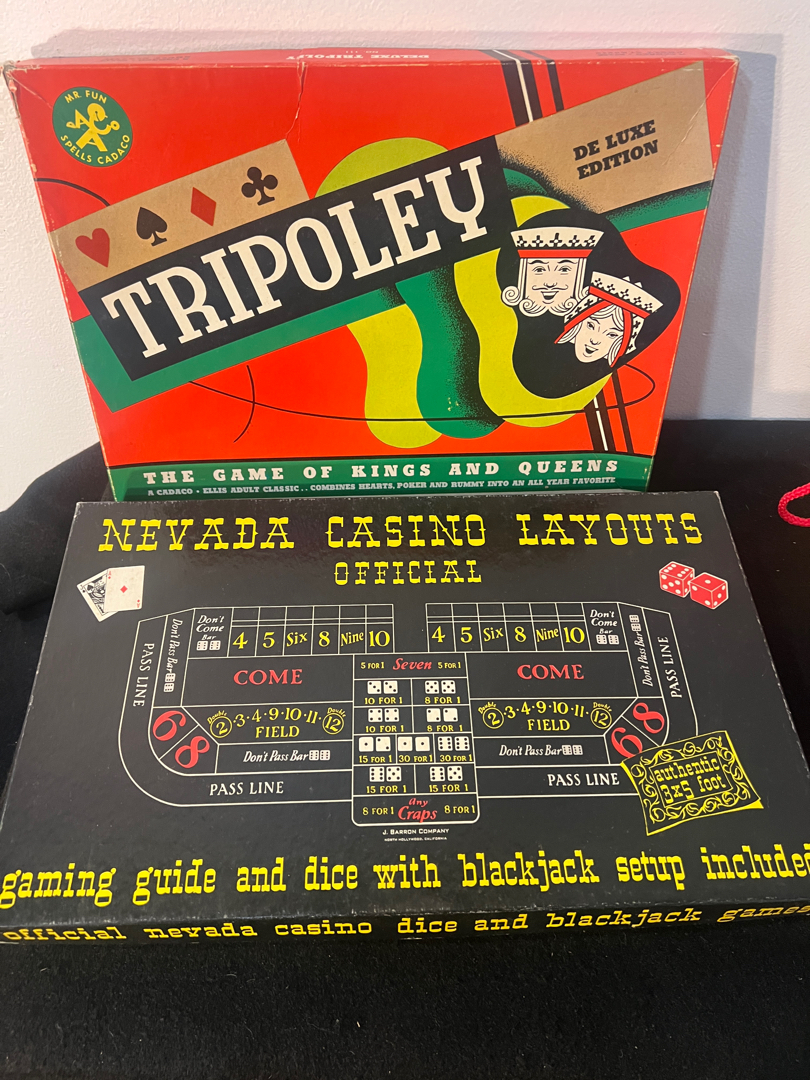 DELUXE TRIPOLEY
MR. FUN
CACO
SPELLS CADACO
DE LUXE
EDITION
TRIPOLEY
THE GAME OF KINGS AND QUEENS
A CADACO • ELLIS ADULT CLASSIC.. COMBINES HEARTS, POKER AND RUMMY INTO AN ALL YEAR FAVORITE
NEVADA CASINO LAYOUTS
OFFICIAL
Don't
Come
Bar
4 5 Six 8 Nine 10
4 5 Six 8 Nine 10
Don't
Come
Bar
PASS LINE
Don't Pass Bar
COME
5 FOR 1 Seven 5 FOR 1
COME
Don't Pass Bar
PASS LINE
10 FOR 1 8 FOR 1
6 8
Double
2 · 3 · 4 · 9 · 10 · 11 · 12
Double
FIELD
10 FOR 1 8 FOR 1
Double
2 · 3 · 4 · 9 · 10 · 11 · 12
Double
FIELD
6 8
Don't Pass Bar
15 FOR 1 30 FOR 1 30 FOR 1
Don't Pass Bar
PASS LINE
15 FOR 1 15 FOR 1
PASS LINE
any
8 FOR 1 Craps 8 FOR 1
authentic
3x5 foot
J. BARRON COMPANY
NORTH HOLLYWOOD, CALIFORNIA
gaming guide and dice with blackjack setup included
official nevada casino dice and blackjack games